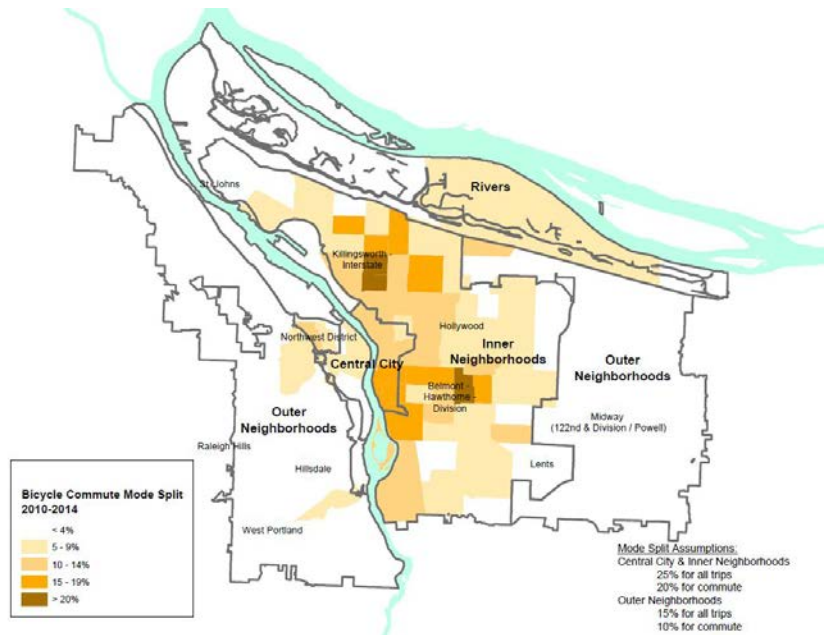 Rivers
St Johns
Killingsworth -
Interstate
Northwest District
Hollywood
Central City
Inner
Neighborhoods
Outer
Neighborhoods
Belmont -
Hawthorne -
Division
Outer
Neighborhoods
Midway
(122nd & Division / Powell)
Raleigh Hills
Hillsdale
Lents
West Portland
Bicycle Commute Mode Split
2010-2014
< 4%
5 - 9%
10 - 14%
15 - 19%
> 20%
Mode Split Assumptions:
Central City & Inner Neighborhoods
25% for all trips
20% for commute
Outer Neighborhoods
15% for all trips
10% for commute